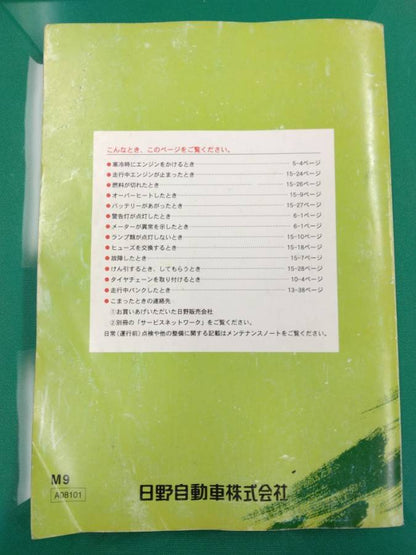 こんなとき、このページをご覧ください。
●寒冷時にエンジンをかけるとき 5-4ページ
●走行中エンジンが止まったとき 15-24ページ
●燃料が切れたとき 15-26ページ
●オーバーヒートしたとき 15-9ページ
●バッテリーがあがったとき 15-27ページ
●警告灯が点灯したとき 6-1ページ
●メーターが異常を示したとき 6-1ページ
●ランプ類が点灯しないとき 15-10ページ
●ヒューズを交換するとき 15-18ページ
●故障したとき 15-7ページ
●けん引するとき、してもらうとき 15-28ページ
●タイヤチェーンを取り付けるとき 10-4ページ
●走行中パンクしたとき 13-38ページ
●こまったときの連絡先
①お買いあげいただいた日野販売会社
②別冊の「サービスネットワーク」をご覧ください。
日常(運行前)点検や他の整備に関する記載はメンテナンスノートをご覧ください。
M9
A08101
日野自動車株式会社